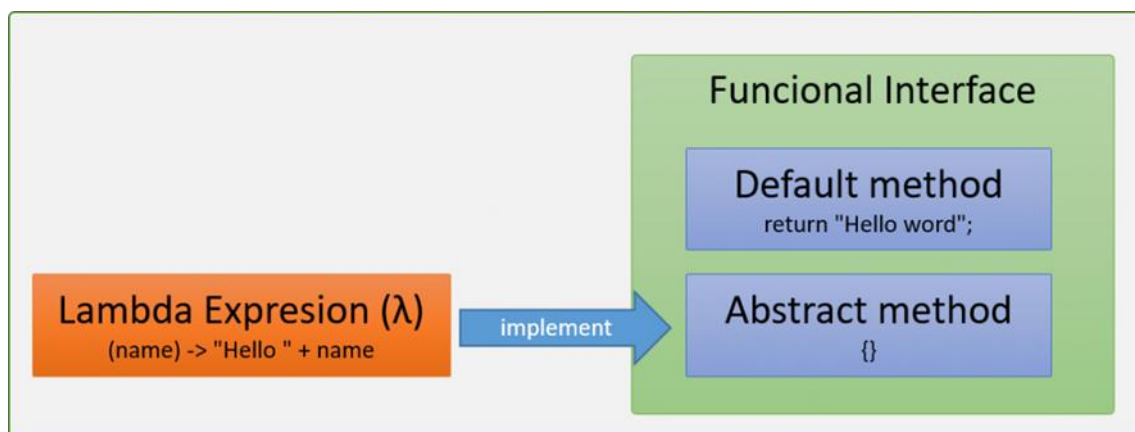 Funcional Interface
Default method
return "Hello word";
Lambda Expresion (λ)
(name) -> "Hello " + name
implement
Abstract method
{}